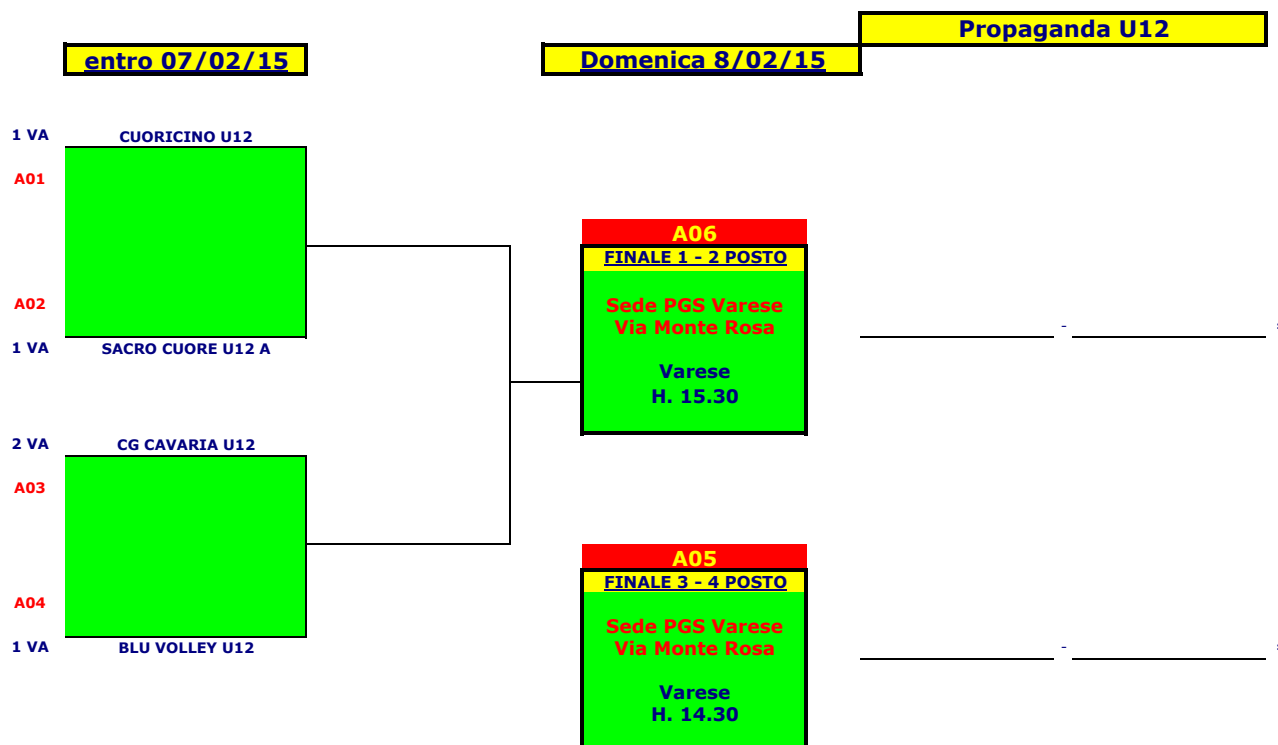 Propaganda U12
entro 07/02/15
Domenica 8/02/15
1 VA
CUORICINO U12
A01
A02
1 VA
SACRO CUORE U12 A
A06
FINALE 1 - 2 POSTO
Sede PGS Varese
Via Monte Rosa
Varese
H. 15.30
-
2 VA
CG CAVARIA U12
A03
A04
1 VA
BLU VOLLEY U12
A05
FINALE 3 - 4 POSTO
Sede PGS Varese
Via Monte Rosa
Varese
H. 14.30
-